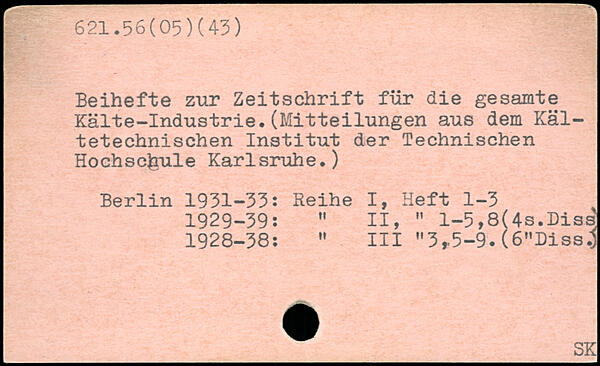 621.56(05)(43)
Beihefte zur Zeitschrift für die gesamte
Kälte-Industrie.(Mitteilungen aus dem Käl-
tetechnischen Institut der Technischen
Hochschule Karlsruhe.)
Berlin 1931-33: Reihe I, Heft 1-3
1929-39: " II, " 1-5,8(4s.Diss)
1928-38: " III "3,5-9.(6"Diss.)
SK